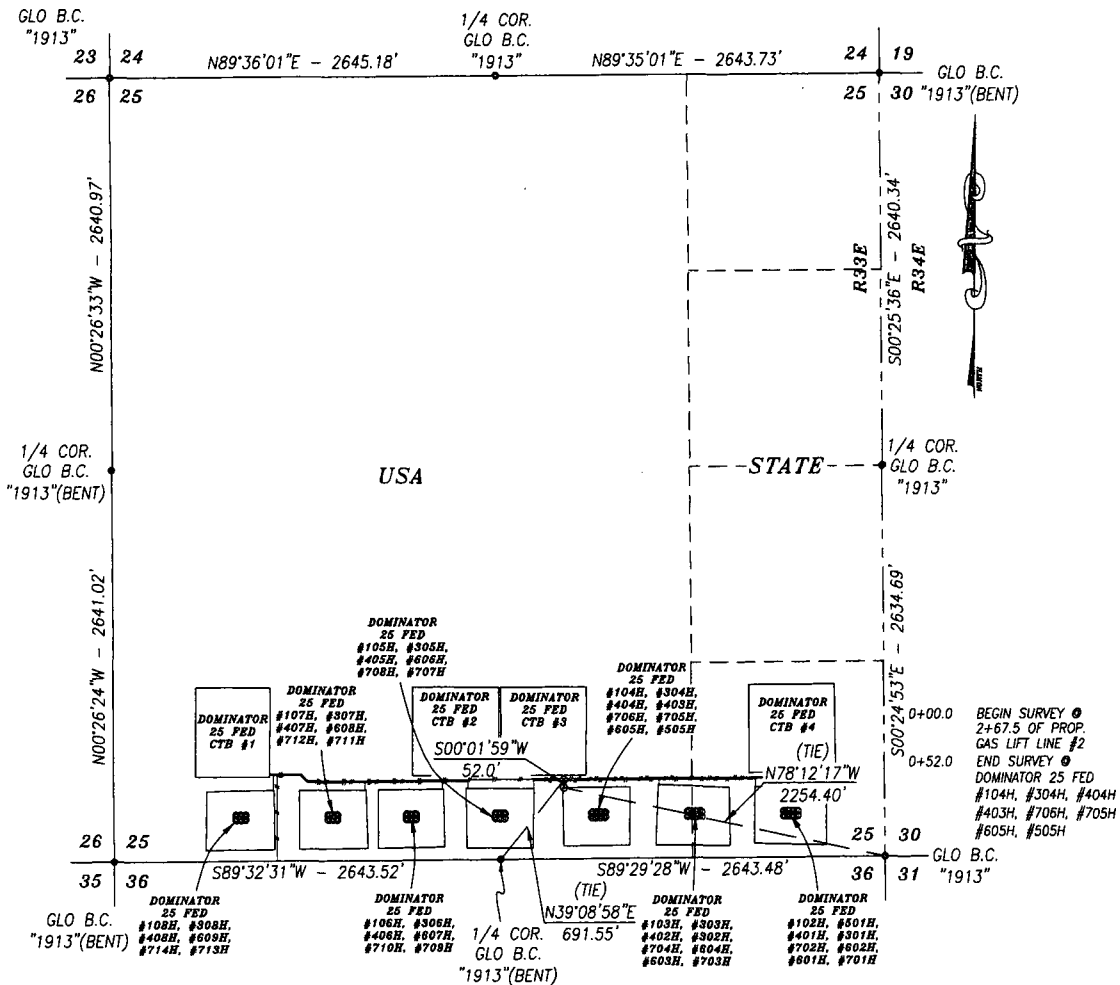 GLO B.C.
"1913"
1/4 COR.
GLO B.C.
"1913"
23 24
N89°36'01"E - 2645.18'
N89°35'01"E - 2643.73'
24 19
GLO B.C.
"1913"(BENT)
26 25
25 30
N00°26'33"W - 2640.97'
S00°25'36"E - 2640.34'
R33E
R34E
NORTH
1/4 COR.
GLO B.C.
"1913"(BENT)
USA
STATE
1/4 COR.
GLO B.C.
"1913"
N00°26'24"W - 2641.02'
S00°24'53"E - 2634.69'
DOMINATOR
25 FED
#105H, #305H,
#405H, #606H,
#708H, #707H
DOMINATOR
25 FED
#104H, #304H,
#404H, #403H,
#706H, #705H,
#605H, #505H
DOMINATOR
25 FED
#107H, #307H,
#407H, #608H,
#712H, #711H
DOMINATOR
25 FED
CTB #1
DOMINATOR
25 FED
CTB #2
DOMINATOR
25 FED
CTB #3
DOMINATOR
25 FED
CTB #4
S00°01'59"W
52.0'
(TIE)
N78°12'17"W
2254.40'
0+00.0 BEGIN SURVEY @
2+67.5 OF PROP.
GAS LIFT LINE #2
0+52.0 END SURVEY @
DOMINATOR 25 FED
#104H, #304H, #404H
#403H, #706H, #705H
#605H, #505H
26 25
25 30
35 36
36 31
S89°32'31"W - 2643.52'
S89°29'28"W - 2643.48'
GLO B.C.
"1913"
(TIE)
N39°08'58"E
691.55'
GLO B.C.
"1913"(BENT)
DOMINATOR
25 FED
#108H, #308H,
#408H, #609H,
#714H, #713H
DOMINATOR
25 FED
#106H, #306H,
#406H, #607H,
#710H, #709H
1/4 COR.
GLO B.C.
"1913"(BENT)
DOMINATOR
25 FED
#103H, #303H,
#402H, #302H,
#704H, #604H,
#603H, #703H
DOMINATOR
25 FED
#102H, #501H,
#401H, #301H,
#702H, #602H,
#601H, #701H